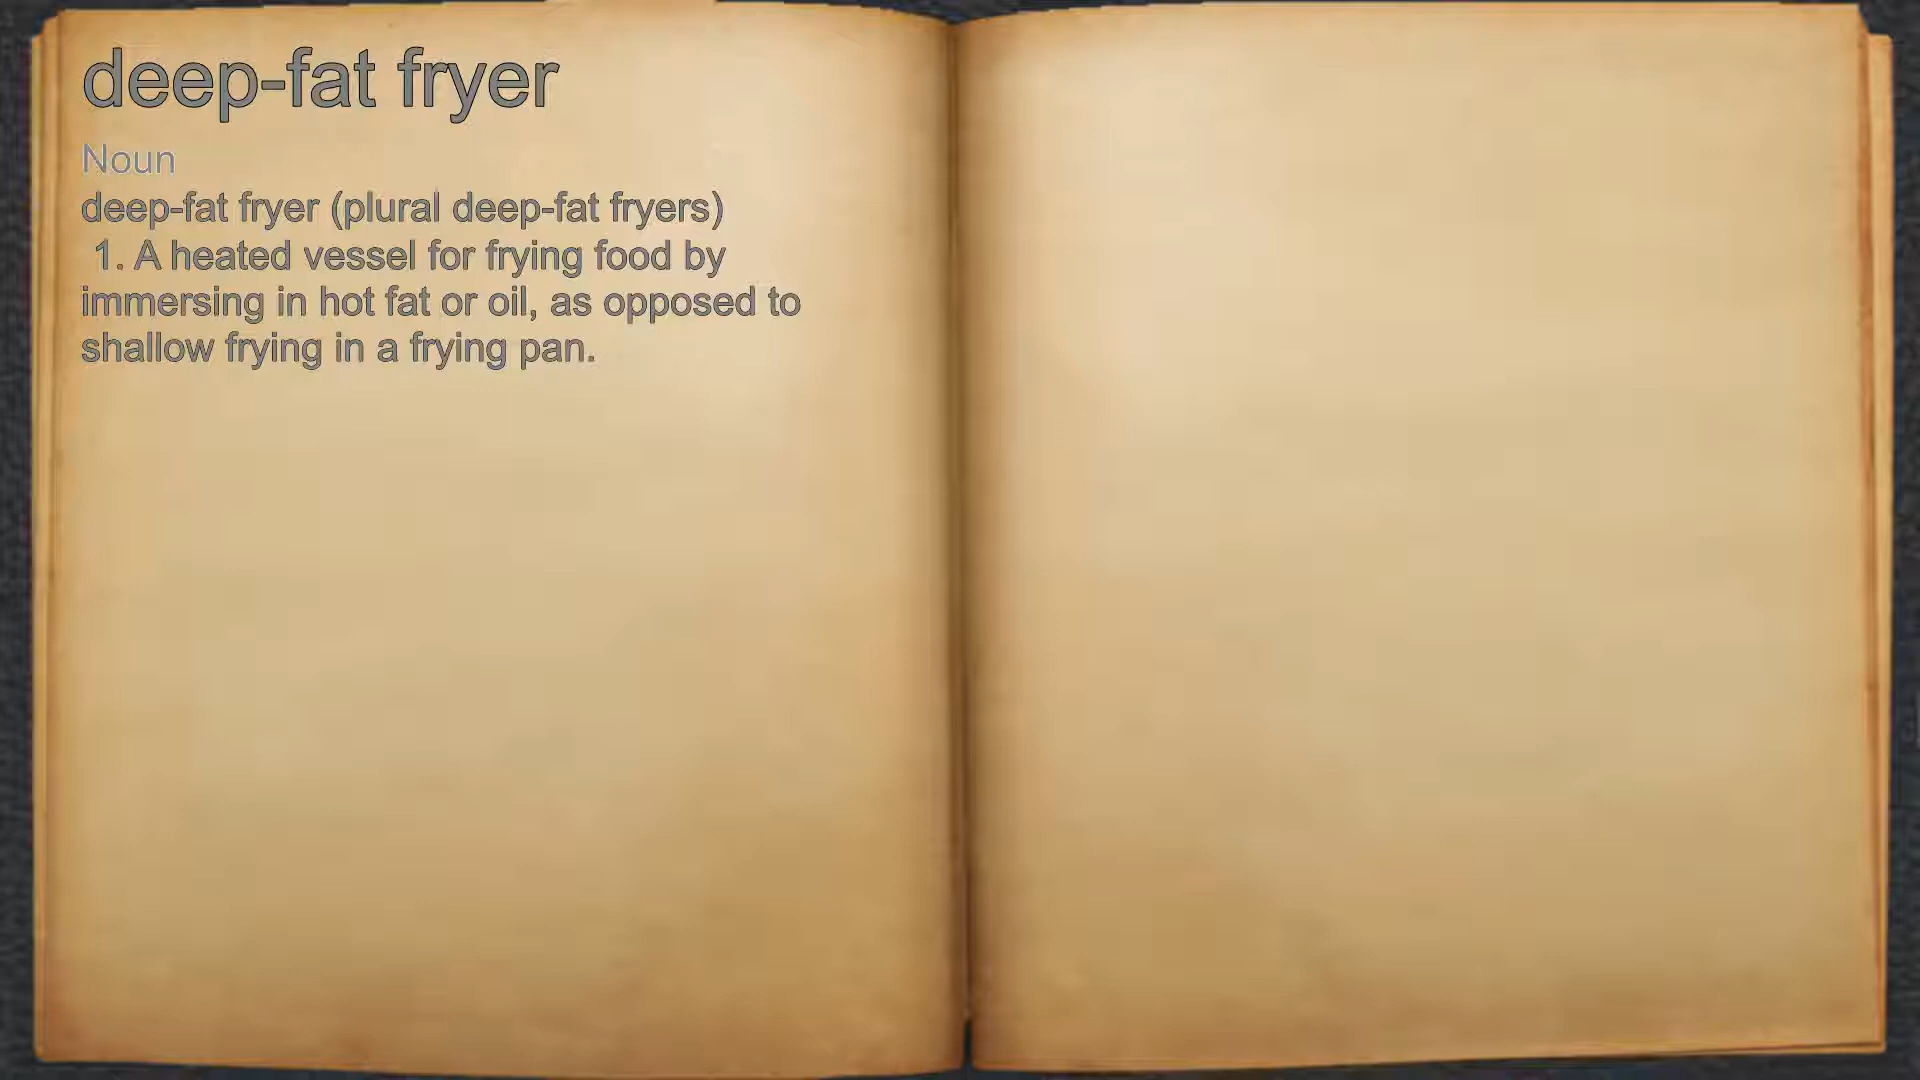 deep-fat fryer
Noun
deep-fat fryer (plural deep-fat fryers)
1. A heated vessel for frying food by
immersing in hot fat or oil, as opposed to
shallow frying in a frying pan.